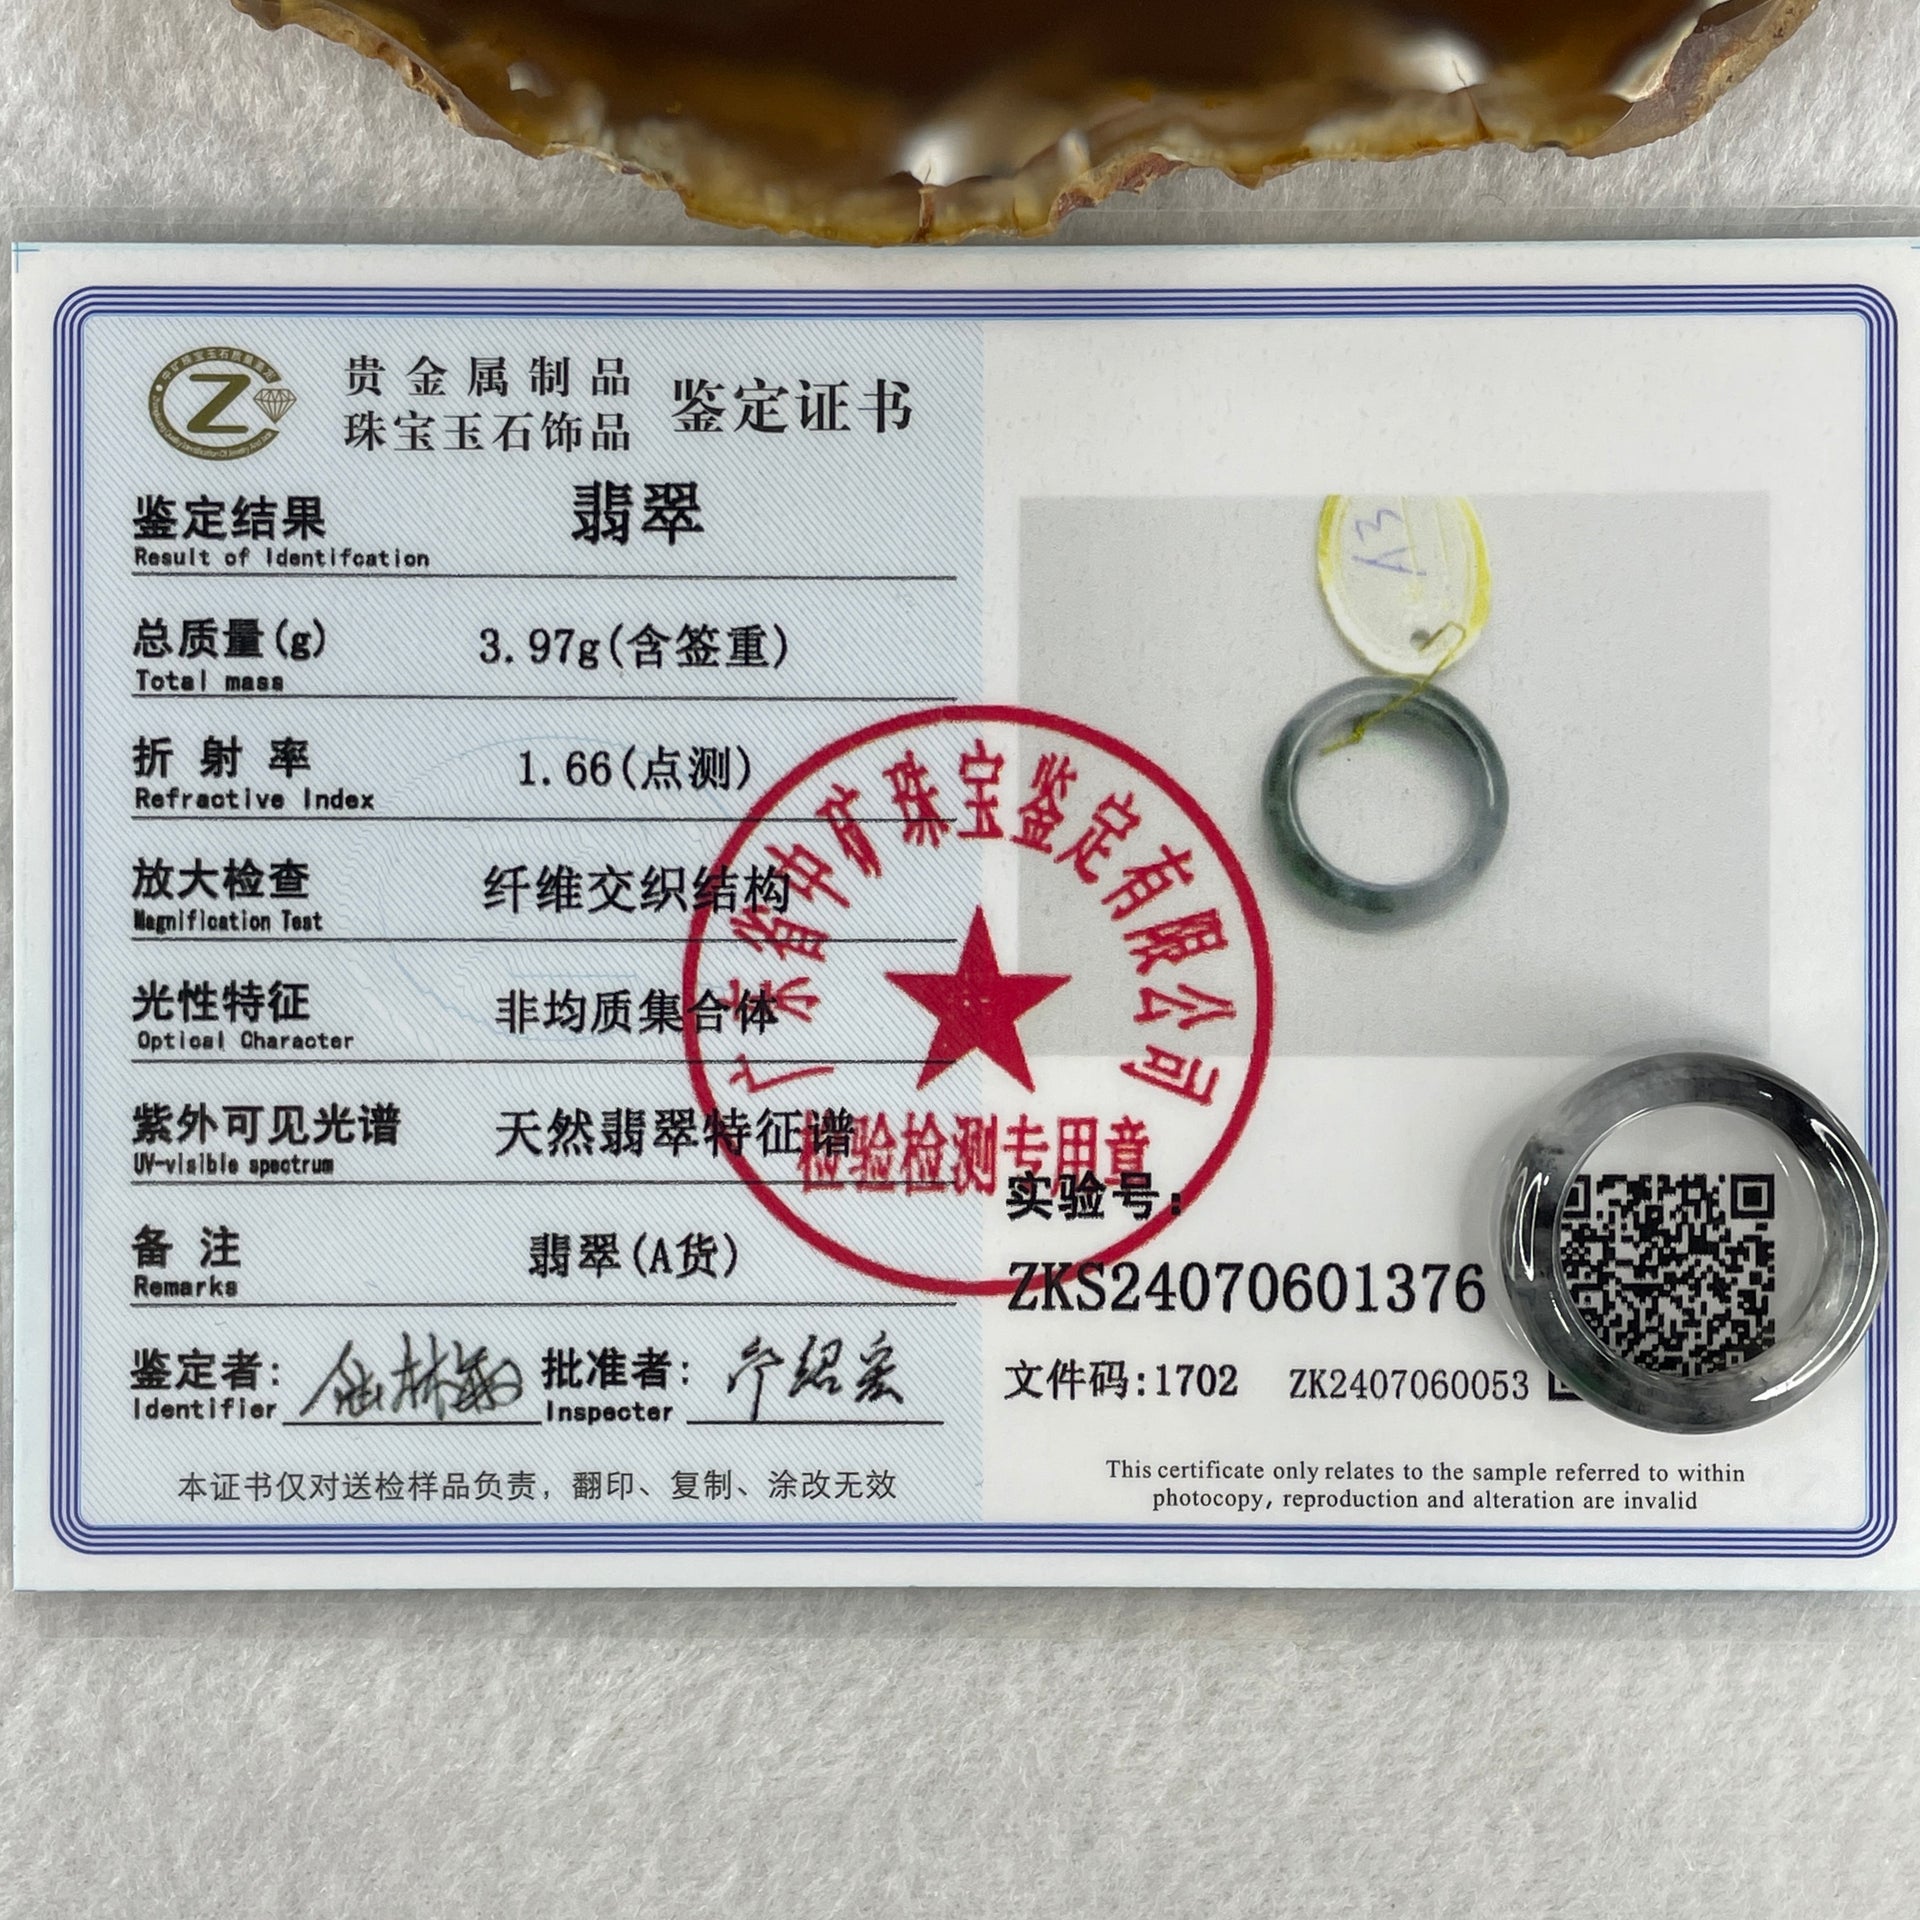 贵金属制品
珠宝玉石饰品
鉴定证书
Z
鉴定结果 翡翠
Result of Identifcation
总质量(g) 3.97g(含签重)
Total mass
折射率 1.66(点测)
Refractive Index
放大检查 纤维交织结构
Magnification Test
光性特征 非均质集合体
Optical Character
紫外可见光谱 天然翡翠特征谱
UV-visible spectrum
备注 翡翠(A货)
Remarks
鉴定者: 批准者:
Identifier Inspecter
本证书仅对送检样品负责，翻印、复制、涂改无效
广东省中矿珠宝鉴定有限公司
检验检测专用章
A3
实验号:
ZKS24070601376
文件码:1702 ZK2407060053
This certificate only relates to the sample referred to within
photocopy, reproduction and alteration are invalid